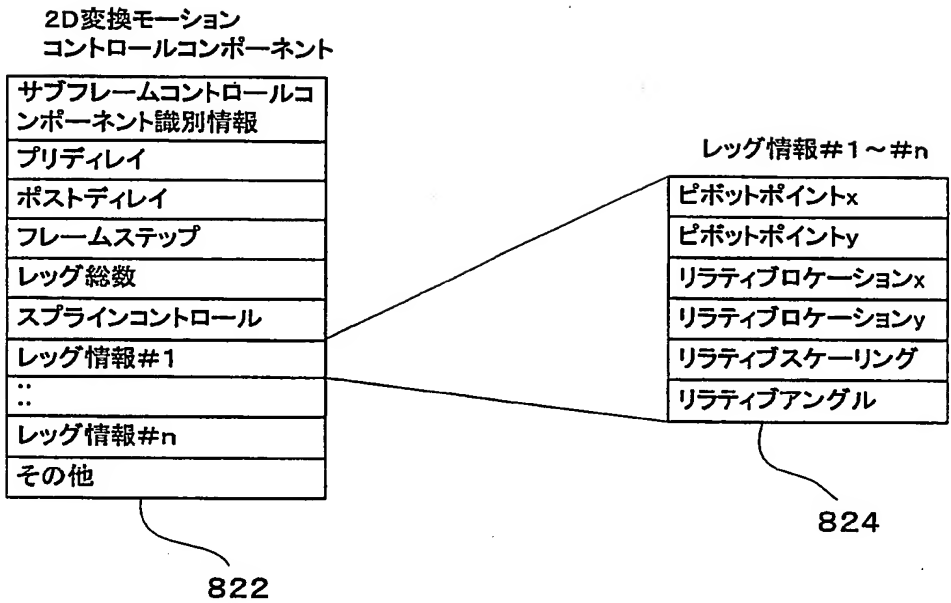 2D変換モーション
コントロールコンポーネント
サブフレームコントロールコ
ンポーネント識別情報
プリディレイ
ポストディレイ
フレームステップ
レッグ総数
スプラインコントロール
レッグ情報#1
::
レッグ情報#n
その他
822
レッグ情報#1～#n
ピボットポイントx
ピボットポイントy
リラティブロケーションx
リラティブロケーションy
リラティブスケーリング
リラティブアングル
824